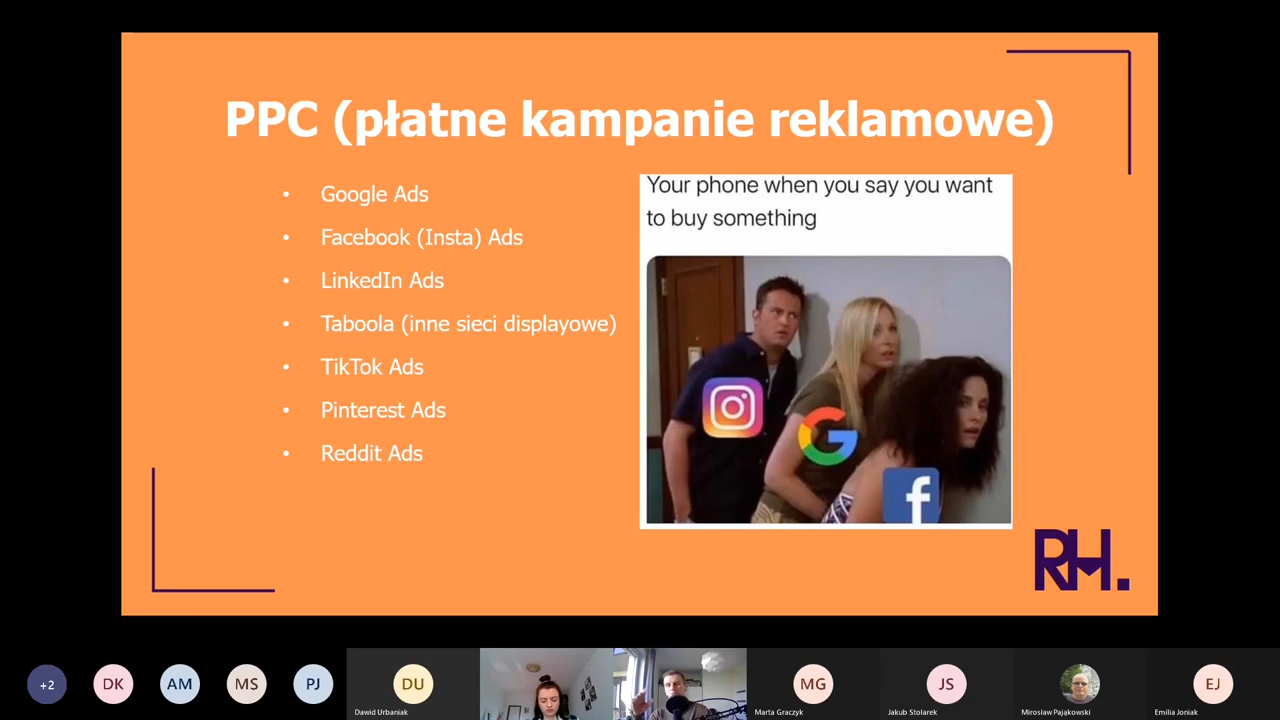 PPC (płatne kampanie reklamowe)
• Google Ads
• Facebook (Insta) Ads
• LinkedIn Ads
• Taboola (inne sieci displayowe)
• TikTok Ads
• Pinterest Ads
• Reddit Ads
Your phone when you say you want
to buy something
G
f
RH.
+2
DK
AM
MS
PJ
DU
Dawid Urbaniak
MG
Marta Graczyk
JS
Jakub Stolarek
Mirosław Pająkowski
EJ
Emilia Joniak